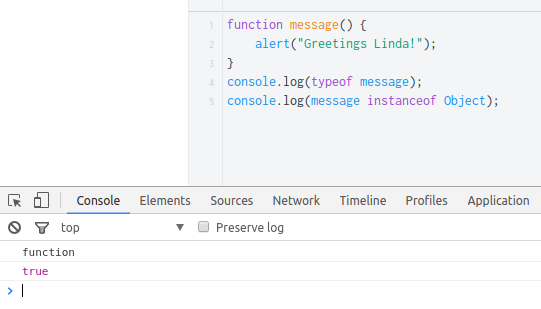 1 function message() {
2 alert("Greetings Linda!");
3 }
4 console.log(typeof message);
5 console.log(message instanceof Object);
Console Elements Sources Network Timeline Profiles Application
top Preserve log
function
true
>